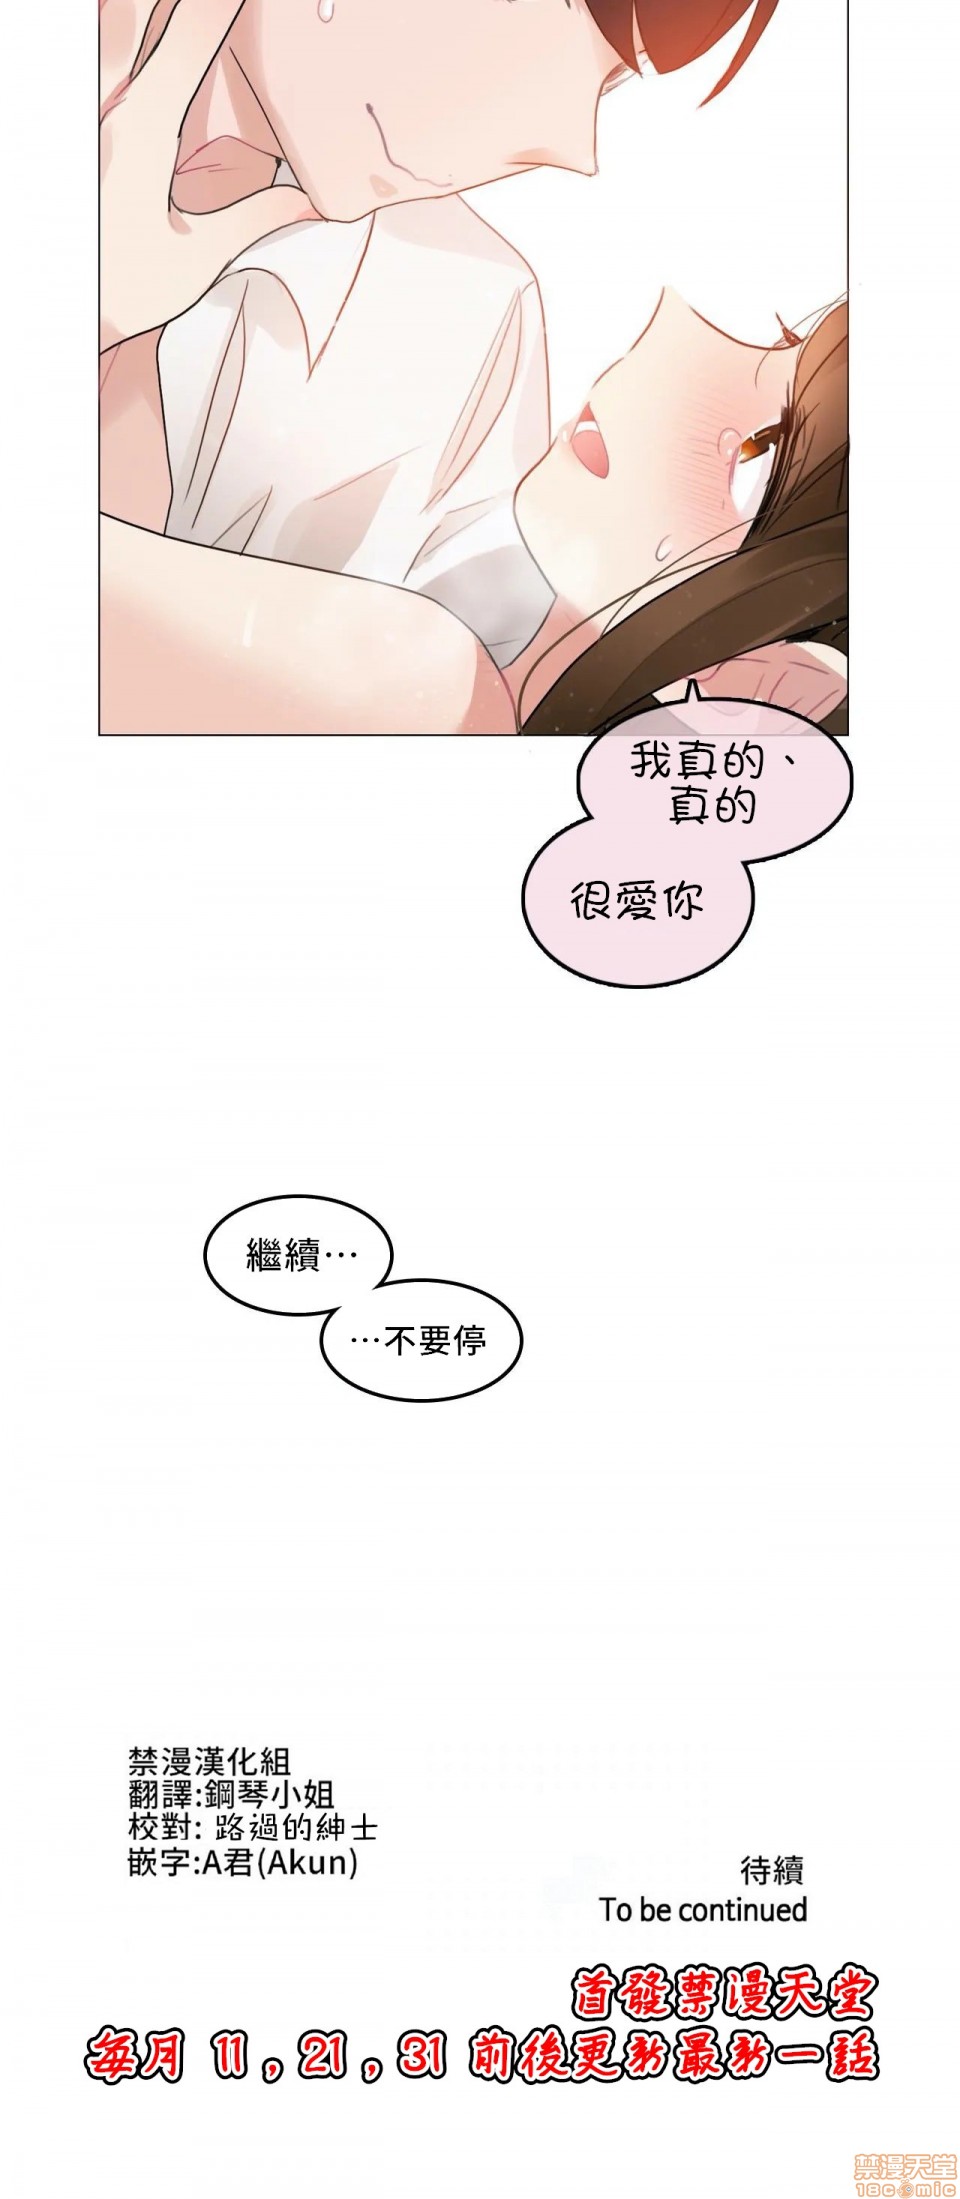 我真的、
真的
很愛你
繼續⋯
⋯不要停
禁漫漢化組
翻譯:鋼琴小姐
校對: 路過的紳士
嵌字:A君(Akun)
待續
To be continued
首發禁漫天堂
每月 11 , 21 , 31 前後更新最新一話
禁漫天堂
18comic